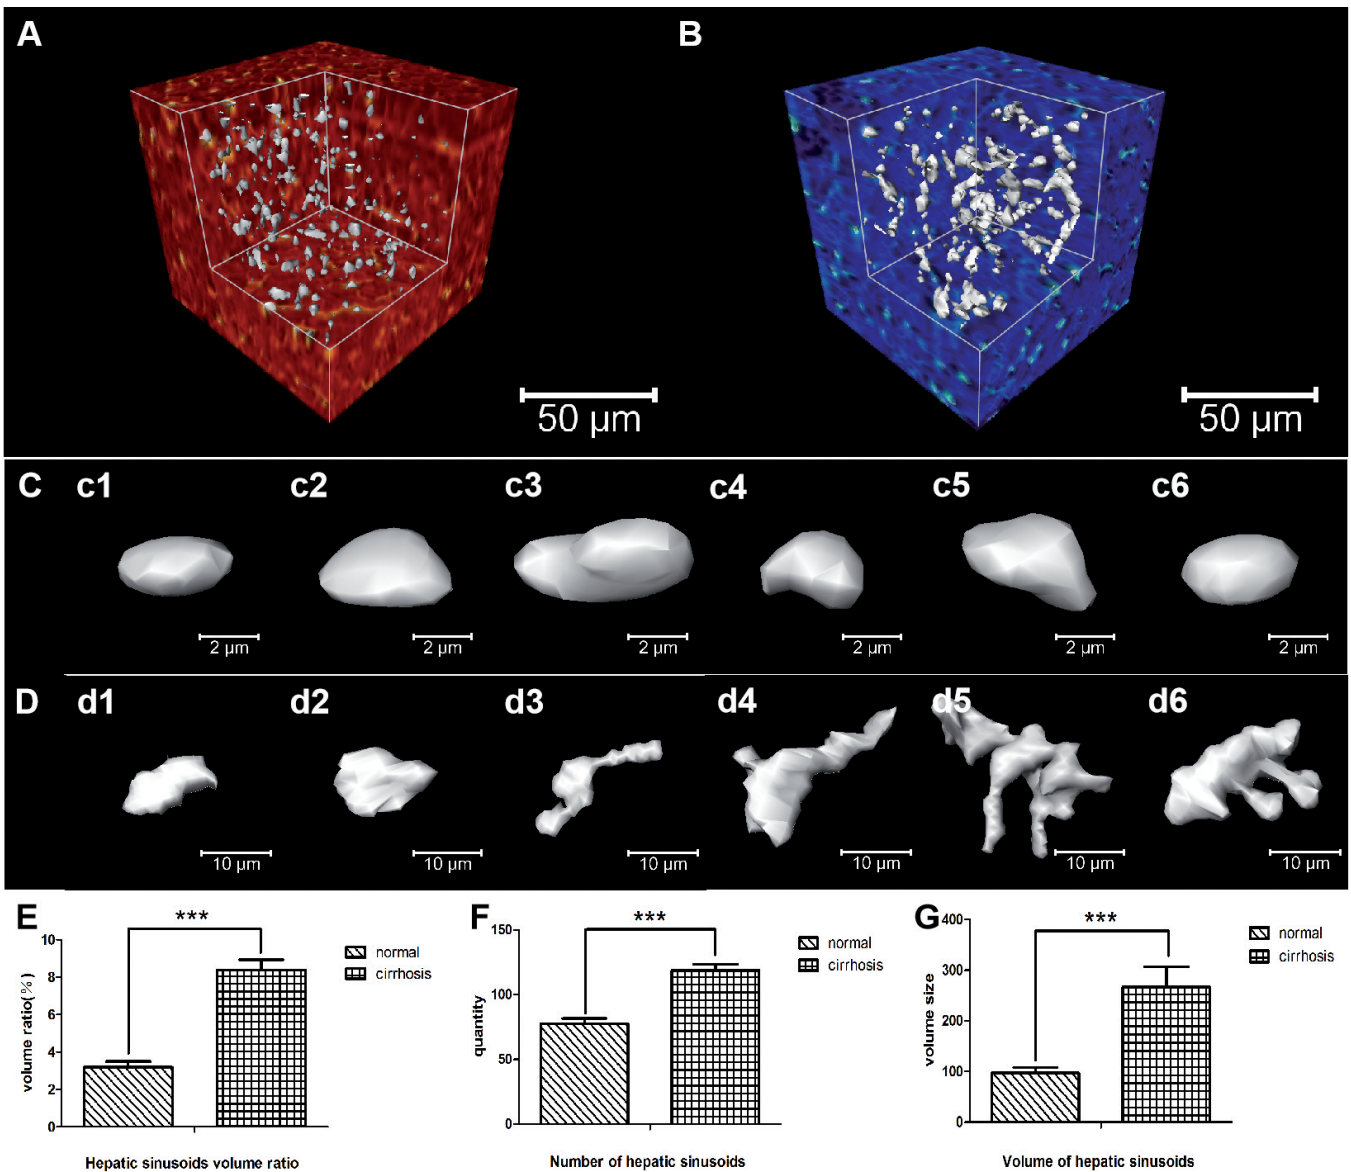 A
B
50 µm
50 µm
C c1 c2 c3 c4 c5 c6
2 µm 2 µm 2 µm 2 µm 2 µm 2 µm
D d1 d2 d3 d4 d5 d6
10 µm 10 µm 10 µm 10 µm 10 µm 10 µm
E
***
volume ratio(%)
10
8
6
4
2
0
normal
cirrhosis
Hepatic sinusoids volume ratio
F
***
quantity
150
100
50
0
normal
cirrhosis
Number of hepatic sinusoids
G
***
volume size
400
300
200
100
0
normal
cirrhosis
Volume of hepatic sinusoids